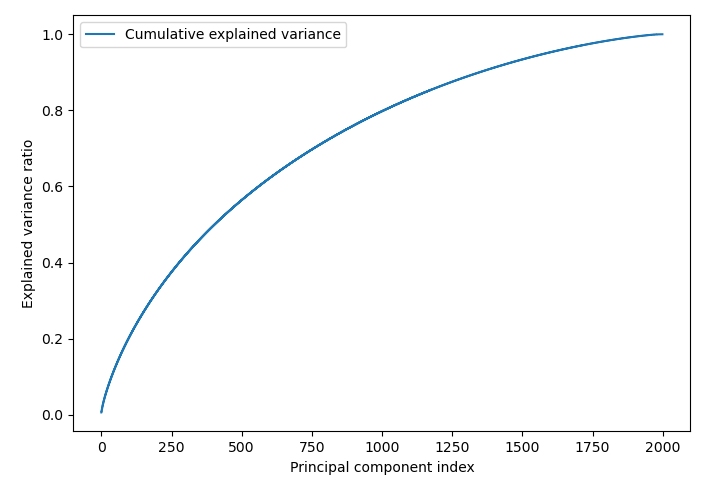 Cumulative explained variance
1.0
0.8
0.6
0.4
0.2
0.0
Explained variance ratio
0 250 500 750 1000 1250 1500 1750 2000
Principal component index